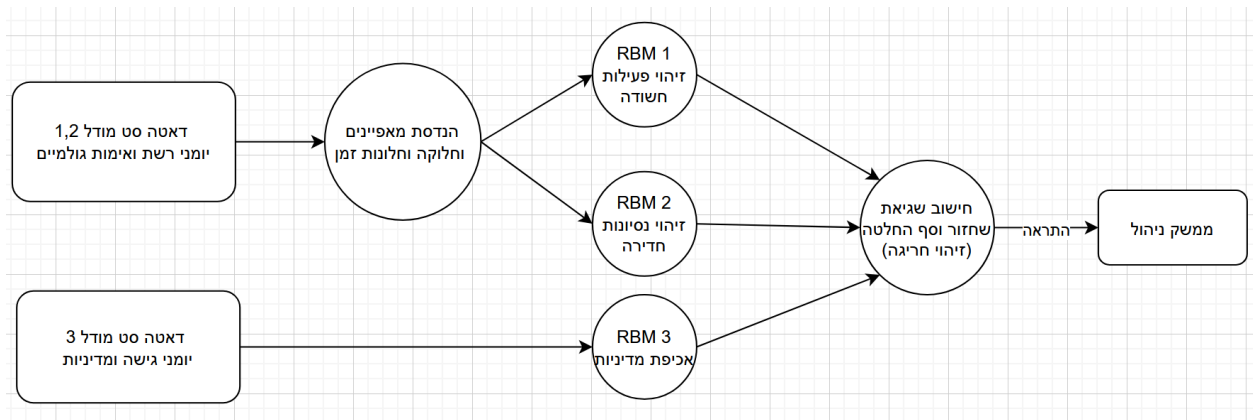 דאטה סט מודל 1,2
יומני רשת ואימות גולמיים
הנדסת מאפיינים
וחלוקה וחלונות זמן
RBM 1
זיהוי פעילות
חשודה
RBM 2
זיהוי נסיונות
חדירה
דאטה סט מודל 3
יומני גישה ומדיניות
RBM 3
אכיפת מדיניות
חישוב שגיאת
שחזור וסף החלטה
(זיהוי חריגה)
התראה
ממשק ניהול